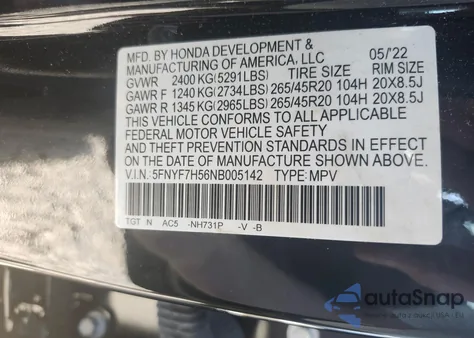 MFD. BY HONDA DEVELOPMENT &
MANUFACTURING OF AMERICA, LLC 05/22
GVWR 2400 KG(5291LBS) TIRE SIZE RIM SIZE
GAWR F 1240 KG(2734LBS) 265/45R20 104H 20X8.5J
GAWR R 1345 KG(2965LBS) 265/45R20 104H 20X8.5J
THIS VEHICLE CONFORMS TO ALL APPLICABLE
FEDERAL MOTOR VEHICLE SAFETY
AND THEFT PREVENTION STANDARDS IN EFFECT
ON THE DATE OF MANUFACTURE SHOWN ABOVE.
V.I.N.: 5FNYF7H56NB005142 TYPE: MPV
TGT N AC5 -NH731P -V -B
autoSnap